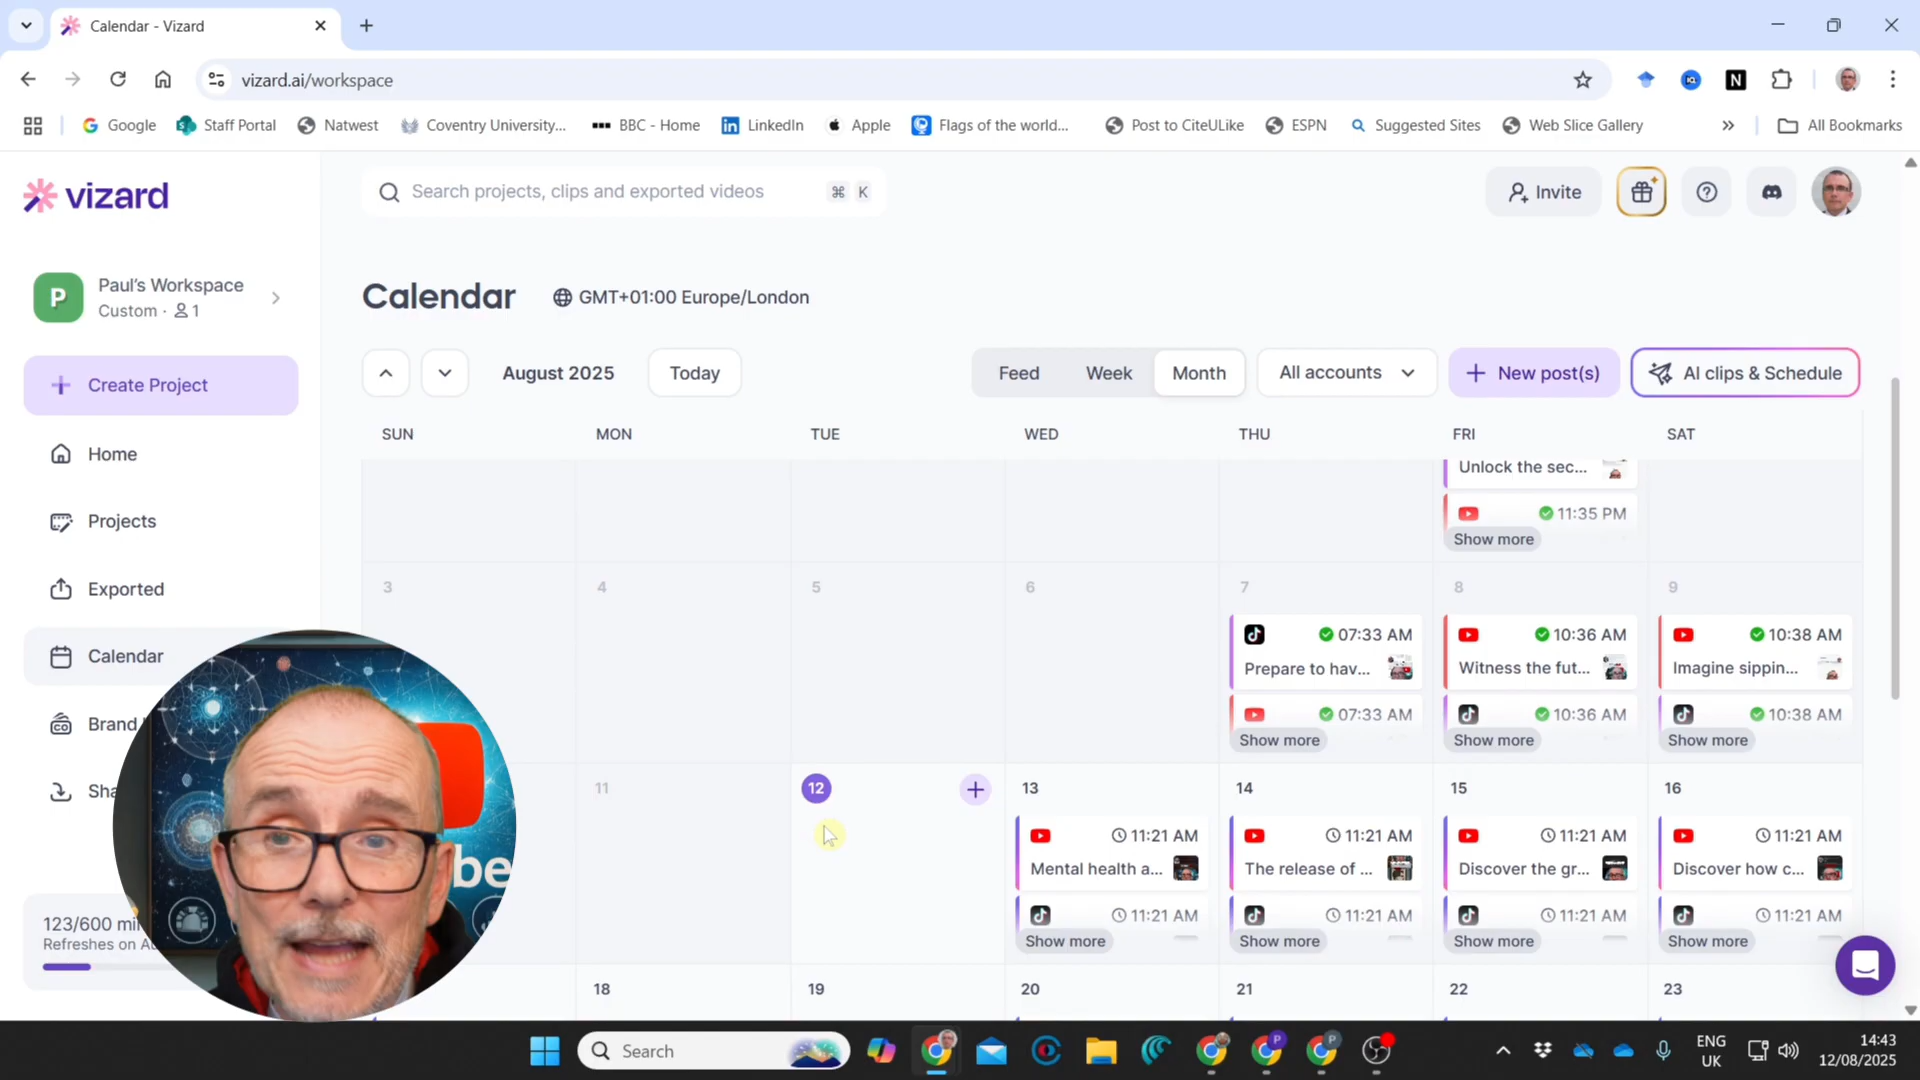 Calendar - Vizard
vizard.ai/workspace
Google
Staff Portal
Natwest
Coventry University...
BBC - Home
LinkedIn
Apple
Flags of the world...
Post to CiteULike
ESPN
Suggested Sites
Web Slice Gallery
All Bookmarks
vizard
Search projects, clips and exported videos
⌘ K
Invite
P
Paul's Workspace
Custom · 1
Calendar
GMT+01:00 Europe/London
Create Project
August 2025
Today
Feed
Week
Month
All accounts
New post(s)
AI clips & Schedule
SUN
MON
TUE
WED
THU
FRI
SAT
Home
Projects
Exported
Calendar
Brand
Sha
Unlock the sec...
11:35 PM
Show more
3
4
5
6
7
8
9
07:33 AM
10:36 AM
10:38 AM
Prepare to hav...
Witness the fut...
Imagine sippin...
07:33 AM
10:36 AM
10:38 AM
Show more
Show more
Show more
11
12
13
14
15
16
11:21 AM
11:21 AM
11:21 AM
11:21 AM
Mental health a...
The release of ...
Discover the gr...
Discover how c...
11:21 AM
11:21 AM
11:21 AM
11:21 AM
Show more
Show more
Show more
Show more
be
123/600 mi
Refreshes on A
18
19
20
21
22
23
Search
ENG
UK
14:43
12/08/2025